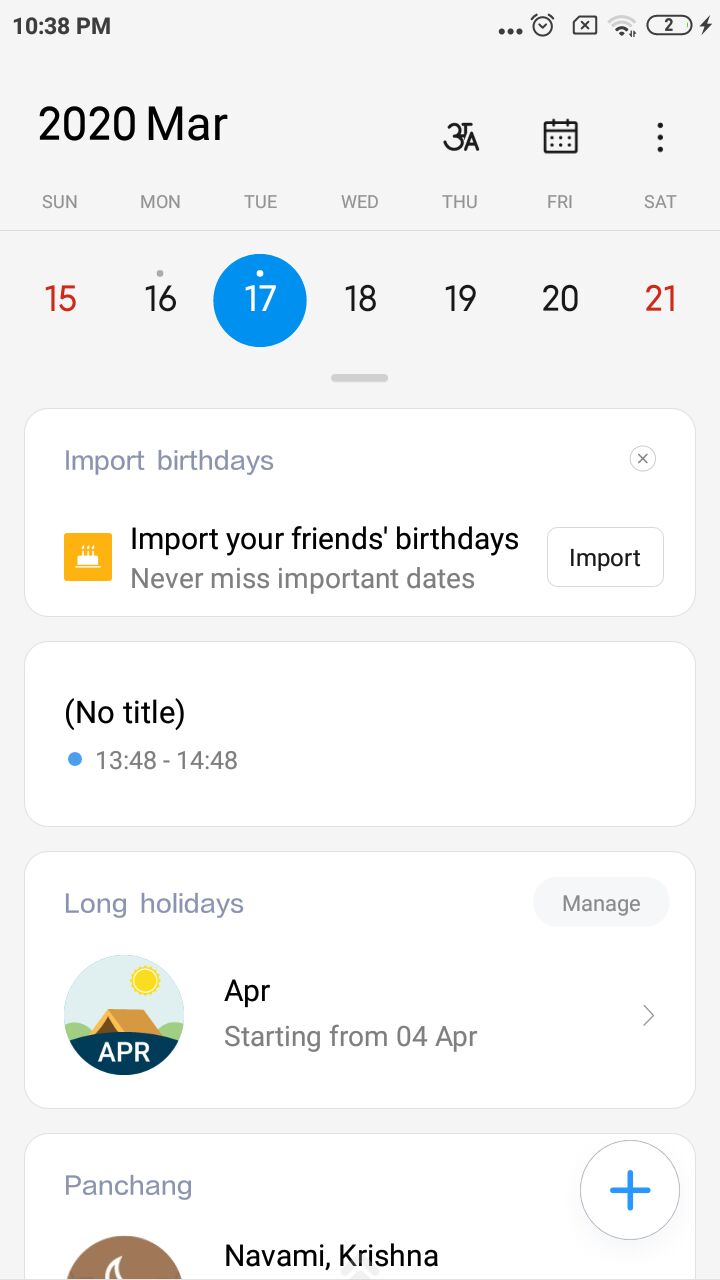 10:38 PM
2
2020 Mar
SUN MON TUE WED THU FRI SAT
15 16 17 18 19 20 21
Import birthdays
Import your friends' birthdays
Never miss important dates
Import
(No title)
13:48 - 14:48
Long holidays
Manage
APR
Apr
Starting from 04 Apr
Panchang
Navami, Krishna